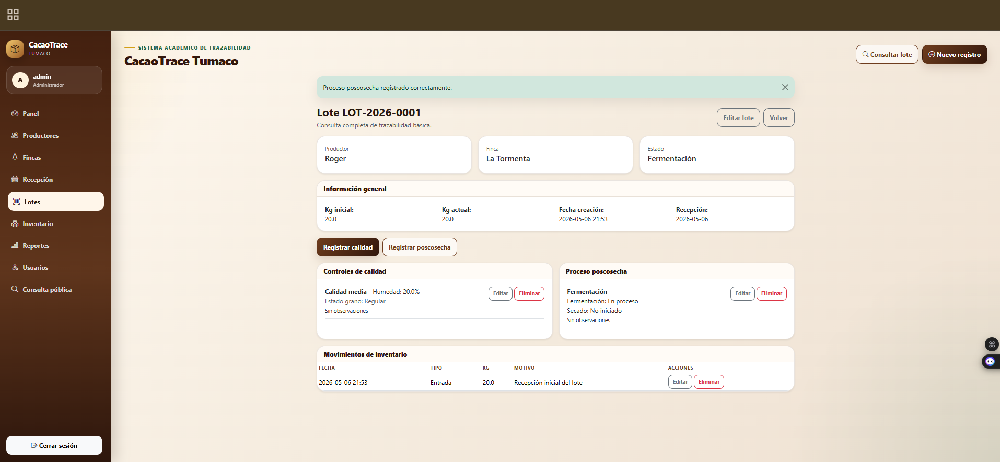 CacaoTrace
TUMACO
A
admin
Administrador
Panel
Productores
Fincas
Recepción
Lotes
Inventario
Reportes
Usuarios
Consulta pública
Cerrar sesión
SISTEMA ACADÉMICO DE TRAZABILIDAD
CacaoTrace Tumaco
Consultar lote
Nuevo registro
Proceso poscosecha registrado correctamente.
Lote LOT-2026-0001
Consulta completa de trazabilidad básica.
Editar lote
Volver
Productor
Roger
Finca
La Tormenta
Estado
Fermentación
Información general
Kg inicial:
20.0
Kg actual:
20.0
Fecha creación:
2026-05-06 21:53
Recepción:
2026-05-06
Registrar calidad
Registrar poscosecha
Controles de calidad
Calidad media - Humedad: 20.0%
Estado grano: Regular
Sin observaciones
Editar
Eliminar
Proceso poscosecha
Fermentación
Fermentación: En proceso
Secado: No iniciado
Sin observaciones
Editar
Eliminar
Movimientos de inventario
FECHA TIPO KG MOTIVO ACCIONES
2026-05-06 21:53 Entrada 20.0 Recepción inicial del lote Editar Eliminar